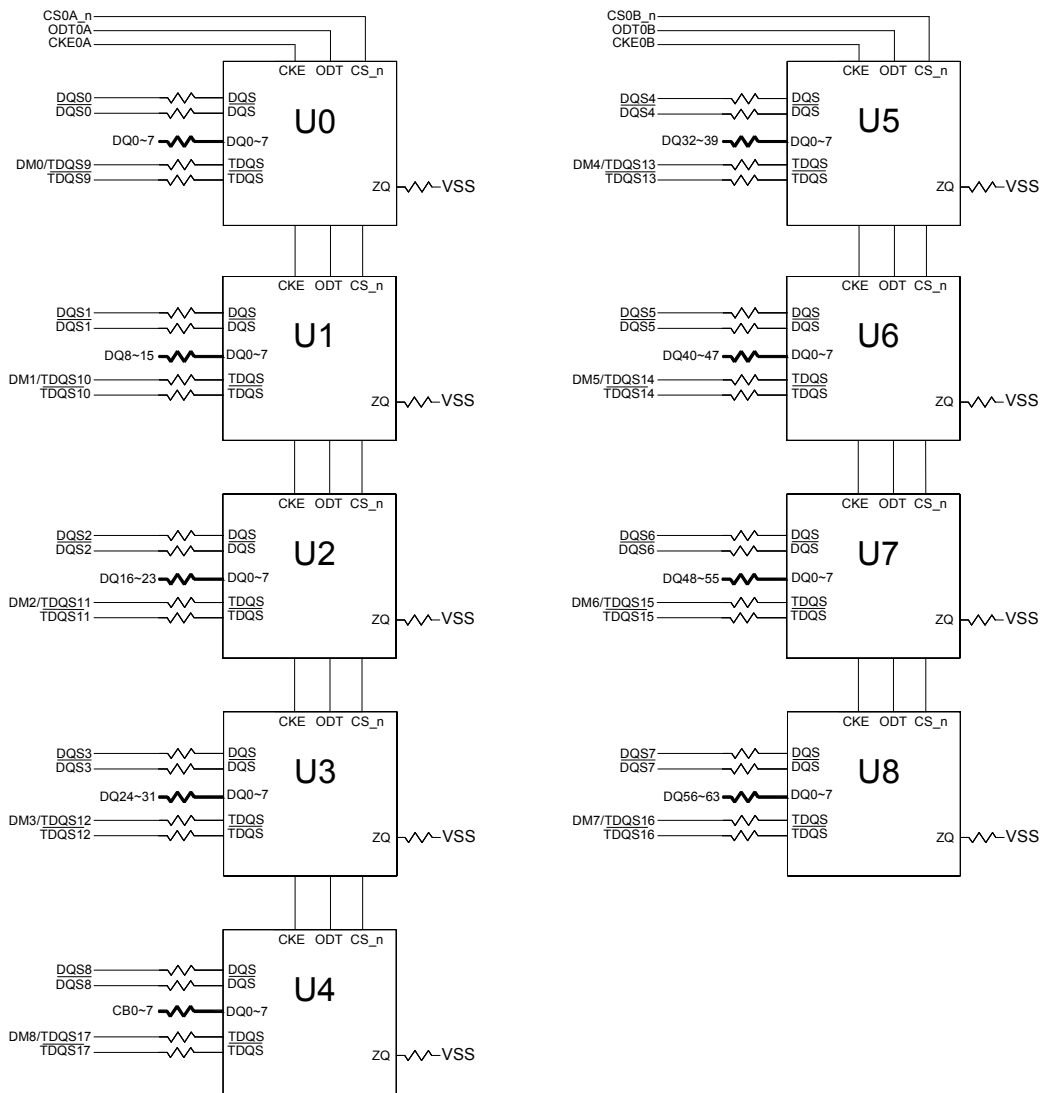 CS0A_n
ODT0A
CKE0A
CKE ODT CS_n
DQS0 DQS
DQS0 DQS
U0
DQ0~7 DQ0~7
DM0/TDQS9 TDQS
TDQS9 TDQS
ZQ VSS
CKE ODT CS_n
DQS1 DQS
DQS1 DQS
U1
DQ8~15 DQ0~7
DM1/TDQS10 TDQS
TDQS10 TDQS
ZQ VSS
CKE ODT CS_n
DQS2 DQS
DQS2 DQS
U2
DQ16~23 DQ0~7
DM2/TDQS11 TDQS
TDQS11 TDQS
ZQ VSS
CKE ODT CS_n
DQS3 DQS
DQS3 DQS
U3
DQ24~31 DQ0~7
DM3/TDQS12 TDQS
TDQS12 TDQS
ZQ VSS
CKE ODT CS_n
DQS8 DQS
DQS8 DQS
U4
CB0~7 DQ0~7
DM8/TDQS17 TDQS
TDQS17 TDQS
ZQ VSS
CS0B_n
ODT0B
CKE0B
CKE ODT CS_n
DQS4 DQS
DQS4 DQS
U5
DQ32~39 DQ0~7
DM4/TDQS13 TDQS
TDQS13 TDQS
ZQ VSS
CKE ODT CS_n
DQS5 DQS
DQS5 DQS
U6
DQ40~47 DQ0~7
DM5/TDQS14 TDQS
TDQS14 TDQS
ZQ VSS
CKE ODT CS_n
DQS6 DQS
DQS6 DQS
U7
DQ48~55 DQ0~7
DM6/TDQS15 TDQS
TDQS15 TDQS
ZQ VSS
CKE ODT CS_n
DQS7 DQS
DQS7 DQS
U8
DQ56~63 DQ0~7
DM7/TDQS16 TDQS
TDQS16 TDQS
ZQ VSS